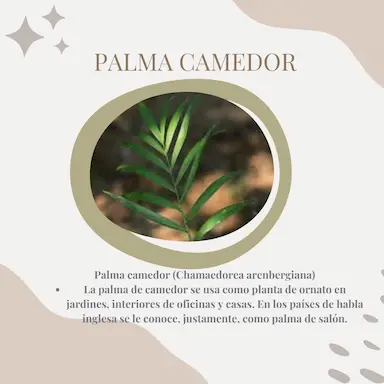 PALMA CAMEDOR
Palma camedor (Chamaedorea arenbergiana)
• La palma de camedor se usa como planta de ornato en
jardines, interiores de oficinas y casas. En los países de habla
inglesa se le conoce, justamente, como palma de salón.